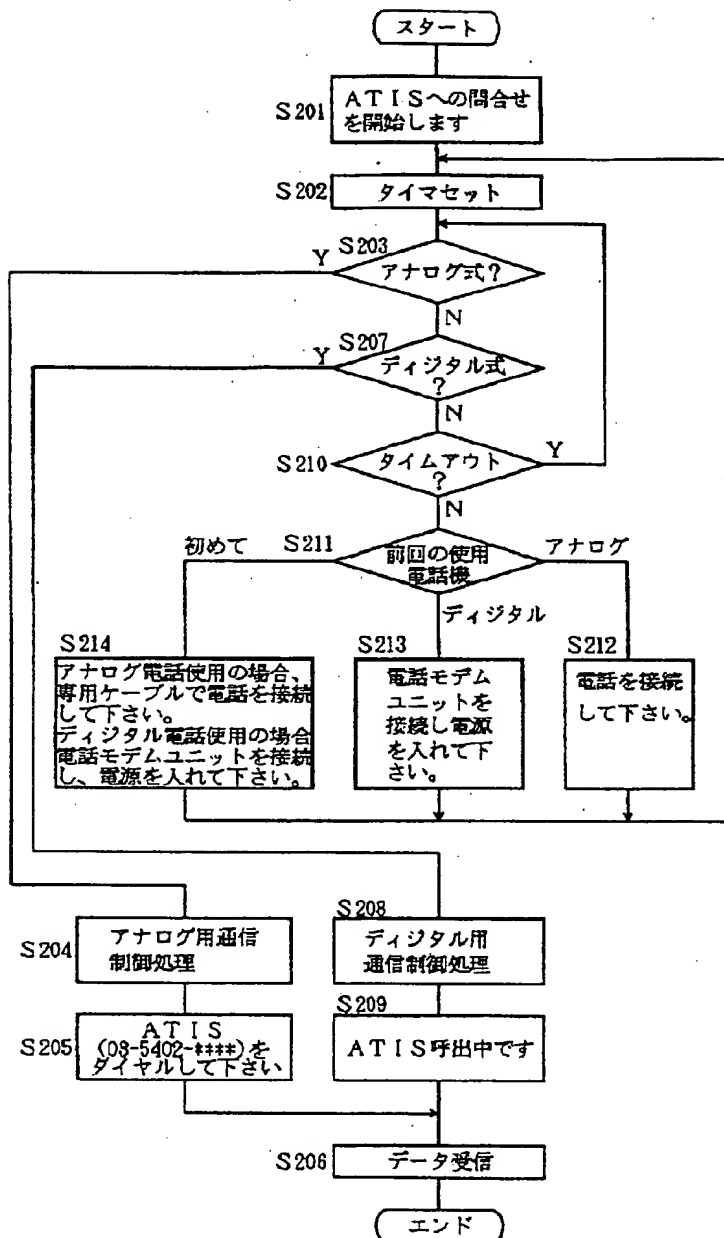 スタート
S201
ATISへの問合せ
を開始します
S202
タイマセット
S203
Y
アナログ式?
N
S207
Y
ディジタル式
?
N
S210
タイムアウト
?
Y
N
初めて
S211
前回の使用
電話機
アナログ
ディジタル
S214
アナログ電話使用の場合、
専用ケーブルで電話を接続
して下さい。
ディジタル電話使用の場合
電話モデムユニットを接続
し、電源を入れて下さい。
S213
電話モデム
ユニットを
接続し電源
を入れて下
さい。
S212
電話を接続
して下さい。
S204
アナログ用通信
制御処理
S208
ディジタル用
通信制御処理
S205
ATIS
(03-5402-****)を
ダイヤルして下さい
S209
ATIS呼出中です
S206
データ受信
エンド